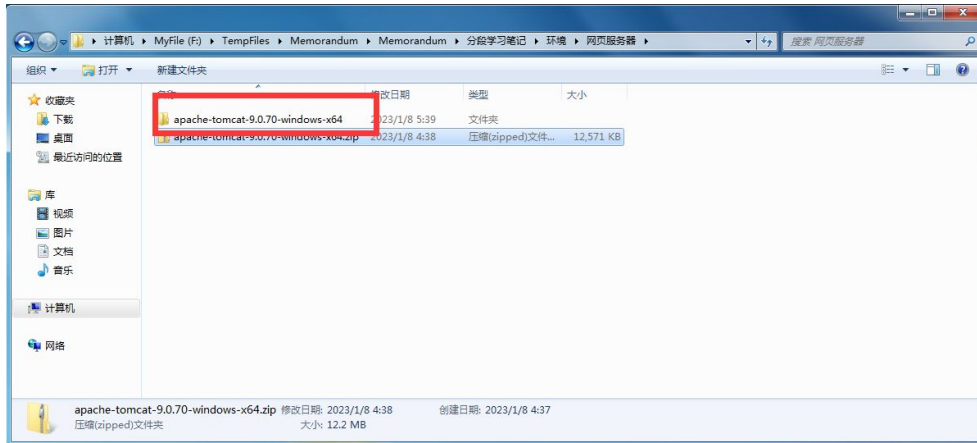 计算机 ▸ MyFile (F:) ▸ TempFiles ▸ Memorandum ▸ Memorandum ▸ 分段学习笔记 ▸ 环境 ▸ 网页服务器 ▸
搜索 网页服务器
组织 打开 新建文件夹
修改日期 类型 大小
apache-tomcat-9.0.70-windows-x64 2023/1/8 5:39 文件夹
apache-tomcat-9.0.70-windows-x64.zip 2023/1/8 4:38 压缩(zipped)文件... 12,571 KB
收藏夹
下载
桌面
最近访问的位置
库
视频
图片
文档
音乐
计算机
网络
apache-tomcat-9.0.70-windows-x64.zip 修改日期: 2023/1/8 4:38 创建日期: 2023/1/8 4:37
压缩(zipped)文件夹 大小: 12.2 MB